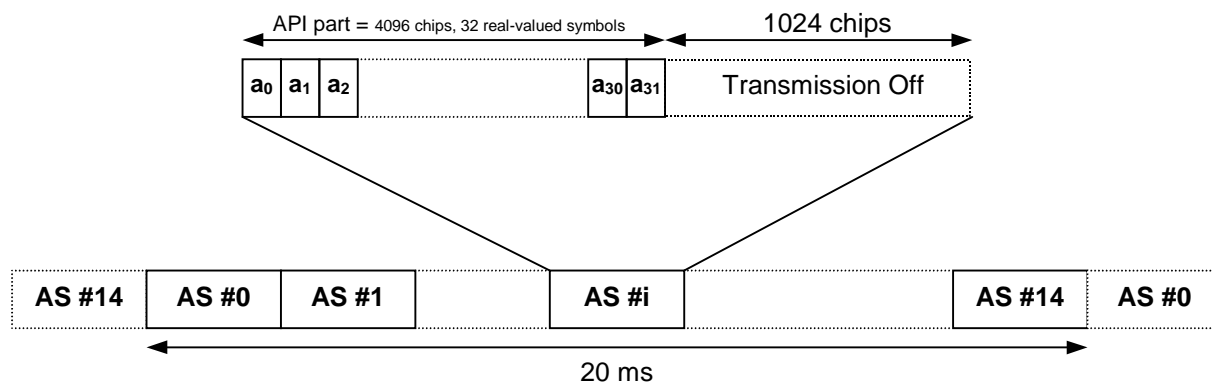 API part = 4096 chips, 32 real-valued symbols 1024 chips
a0 a1 a2 a30 a31 Transmission Off
AS #14 AS #0 AS #1 AS #i AS #14 AS #0
20 ms